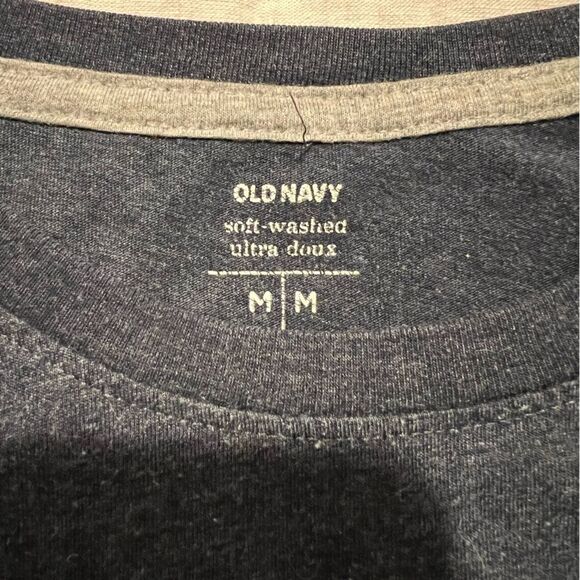 OLD NAVY
soft-washed
ultra doux
M M